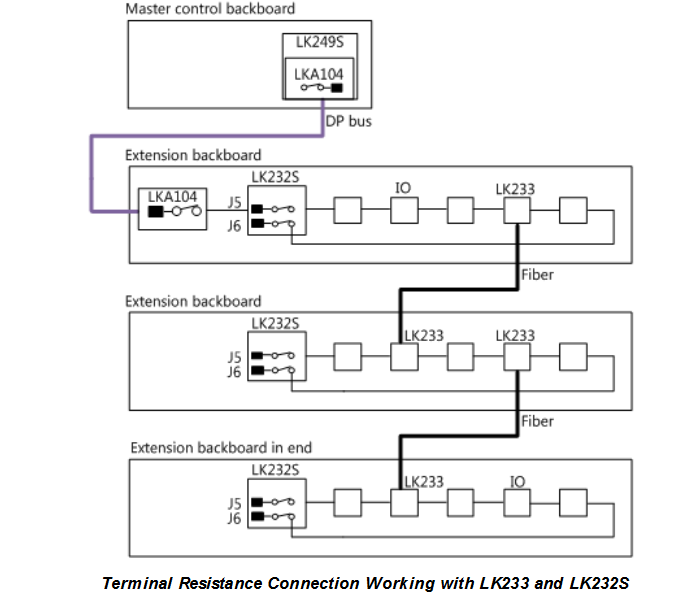 Master control backboard
LK249S
LKA104
DP bus
Extension backboard
LK232S
IO
LK233
LKA104
J5
J6
Fiber
Extension backboard
LK232S
LK233
LK233
J5
J6
Fiber
Extension backboard in end
LK232S
LK233
IO
J5
J6
Terminal Resistance Connection Working with LK233 and LK232S